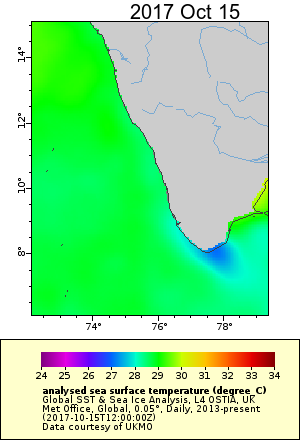 2017 Oct 15
14°
12°
10°
8°
74° 76° 78°
24 25 26 27 28 29 30 31 32 33 34
analysed sea surface temperature (degree_C)
Global SST & Sea Ice Analysis, L4 OSTIA, UK
Met Office, Global, 0.05°, Daily, 2013-present
(2017-10-15T12:00:00Z)
Data courtesy of UKMO